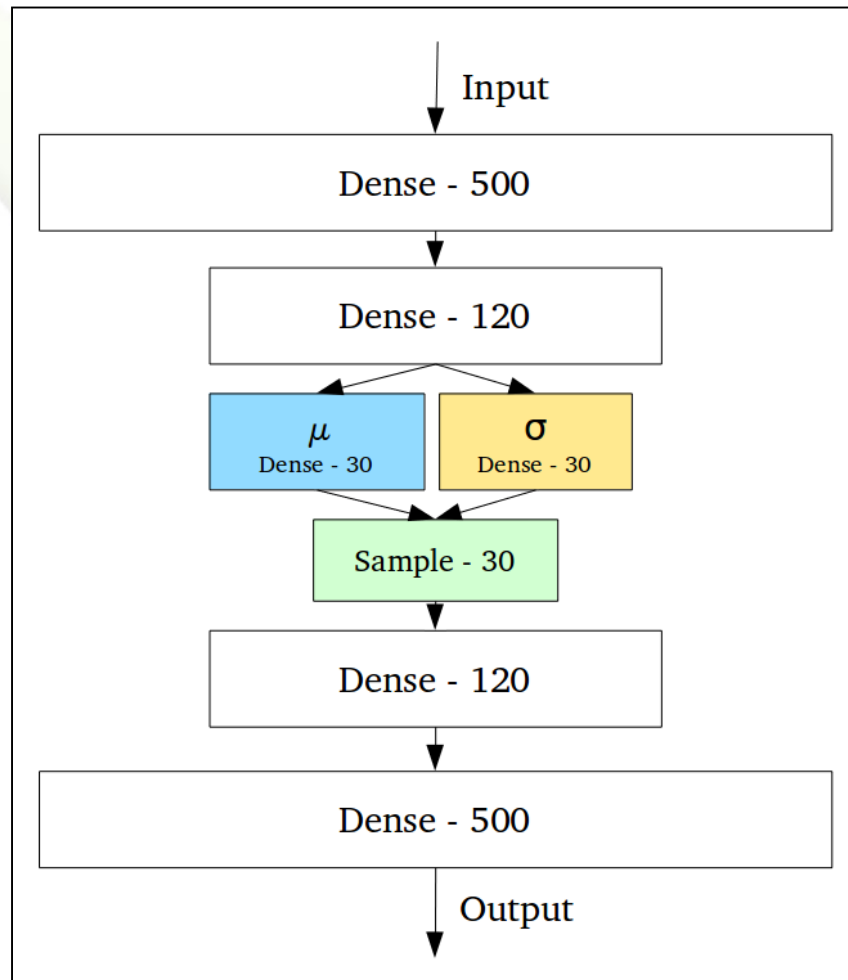 Input
Dense - 500
Dense - 120
μ
Dense - 30
σ
Dense - 30
Sample - 30
Dense - 120
Dense - 500
Output